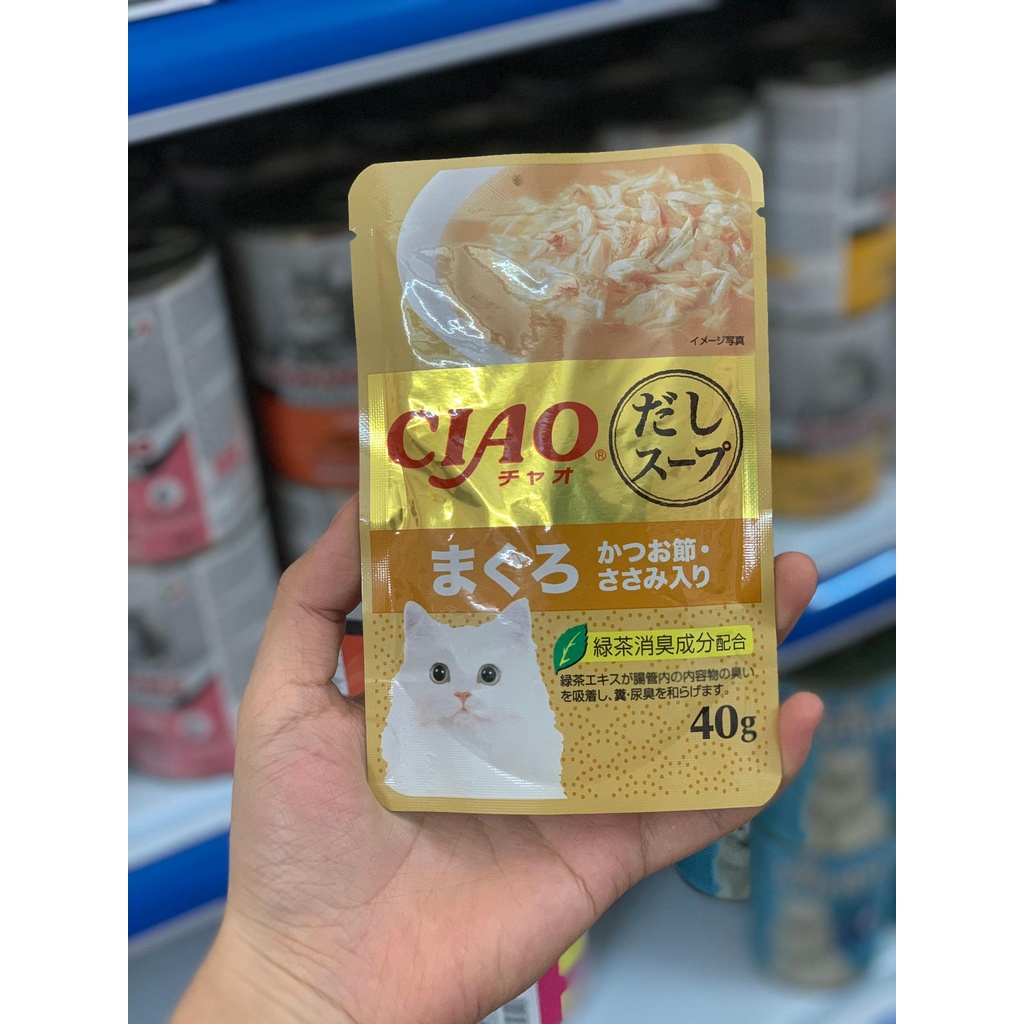 イメージ写真
CIAO®
チャオ
だし
スープ
まぐろ
かつお節・
ささみ入り
緑茶消臭成分配合
緑茶エキスが腸管内の内容物の臭い
を吸着し、糞・尿臭を和らげます。
40g